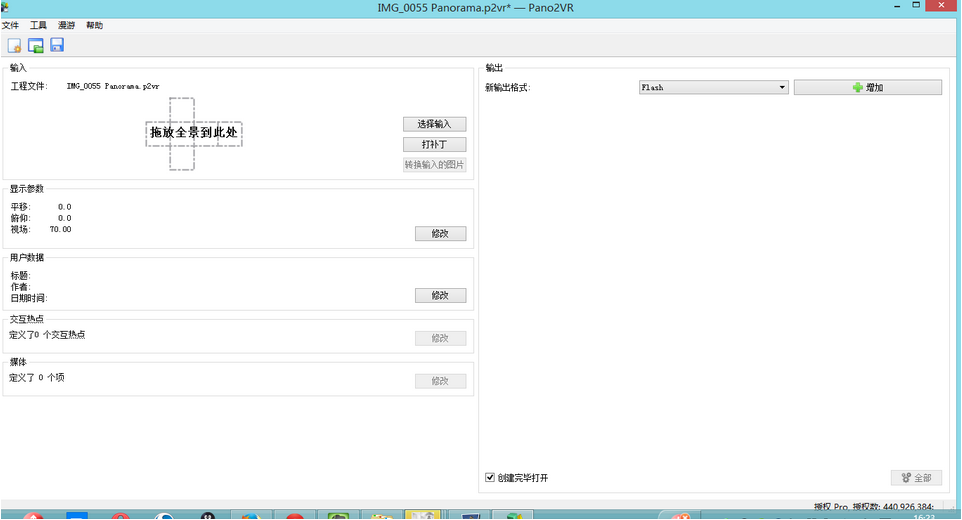 IMG_0055 Panorama.p2vr* — Pano2VR
文件 工具 漫游 帮助
输入
工程文件: IMG_0055 Panorama.p2vr
拖放全景到此处
选择输入
打补丁
转换输入的图片
显示参数
平移: 0.0
俯仰: 0.0
视场: 70.00
修改
用户数据
标题:
作者:
日期时间:
修改
交互热点
定义了0 个交互热点
修改
媒体
定义了 0 个项
修改
输出
新输出格式: Flash 增加
创建完毕打开
全部
授权 Pro. 授权数: 440,926,384;
16:23